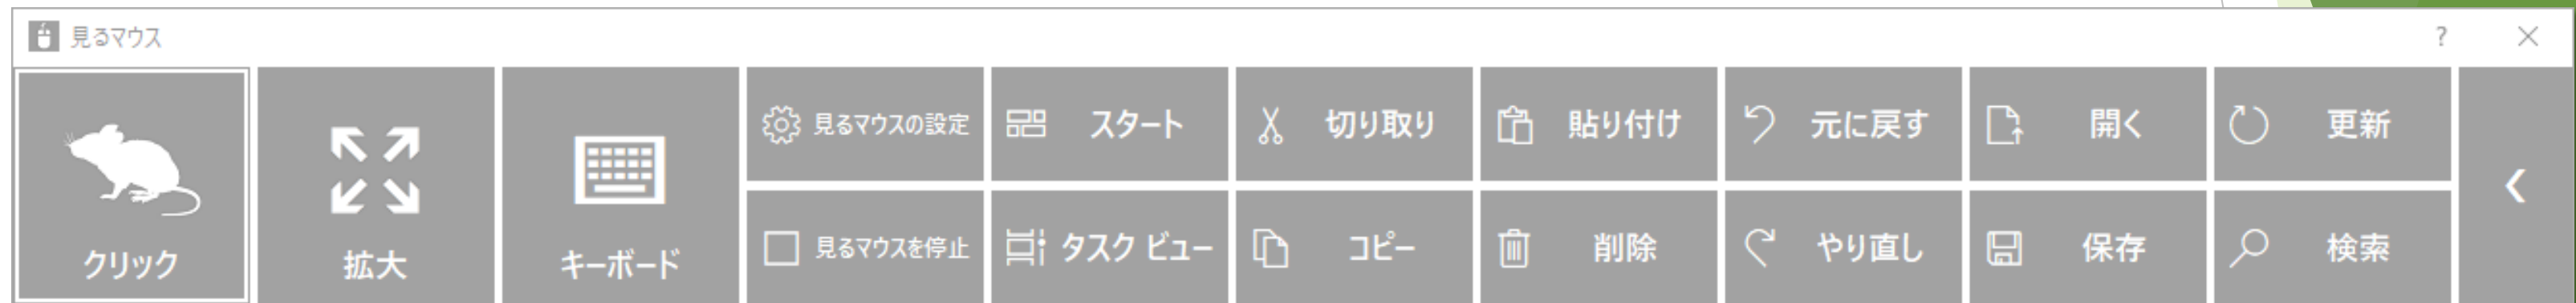 見るマウス
?
クリック
拡大
キーボード
見るマウスの設定
スタート
切り取り
貼り付け
元に戻す
開く
更新
見るマウスを停止
タスク ビュー
コピー
削除
やり直し
保存
検索